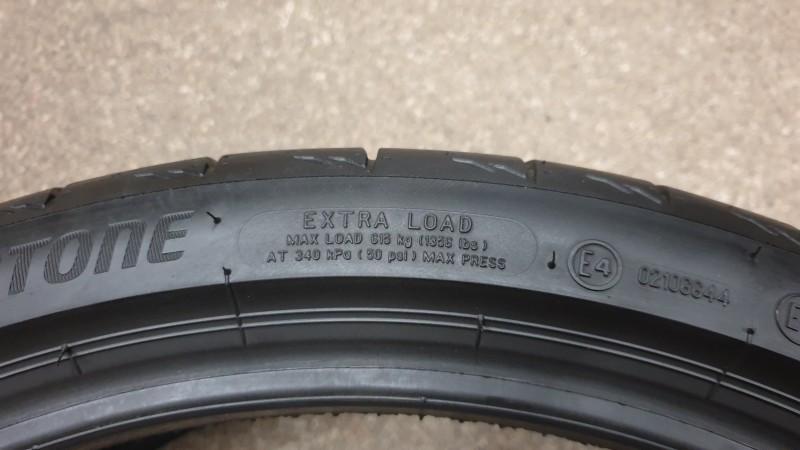 TONE
EXTRA LOAD
MAX LOAD 615 kg (1356 lbs)
AT 340 kPa (50 psi) MAX PRESS
E4
02106644
E